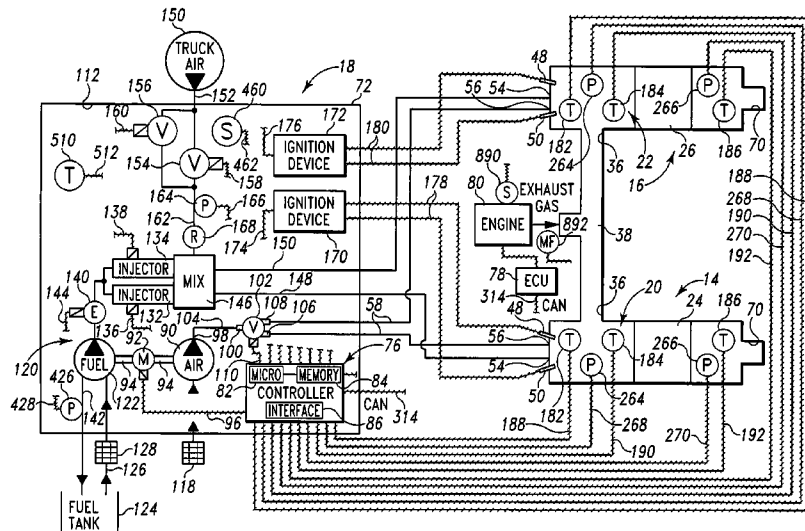 150
TRUCK AIR
152
112
18
72
156
160
V
S
460
172
176
IGNITION DEVICE
180
510
T
512
154
V
462
158
164
P
166
162
168
R
178
IGNITION DEVICE
174
170
138
134
150
INJECTOR
MIX
148
102
140
E
144
INJECTOR
132
146
108
106
136
92
104
98
V
58
90
100
120
FUEL
M
AIR
94
94
122
110
76
MICRO
MEMORY
82
CONTROLLER
84
CAN
INTERFACE
314
86
426
P
428
142
96
128
126
118
FUEL TANK
124
48
54
56
50
P
T
T
184
182
264
22
36
26
16
P
266
T
186
70
188
268
190
270
192
890
S
80
EXHAUST GAS
ENGINE
MF
892
38
78
ECU
314
CAN
36
20
24
14
48
56
54
50
T
P
T
184
182
264
266
P
T
186
70
188
268
190
270
192